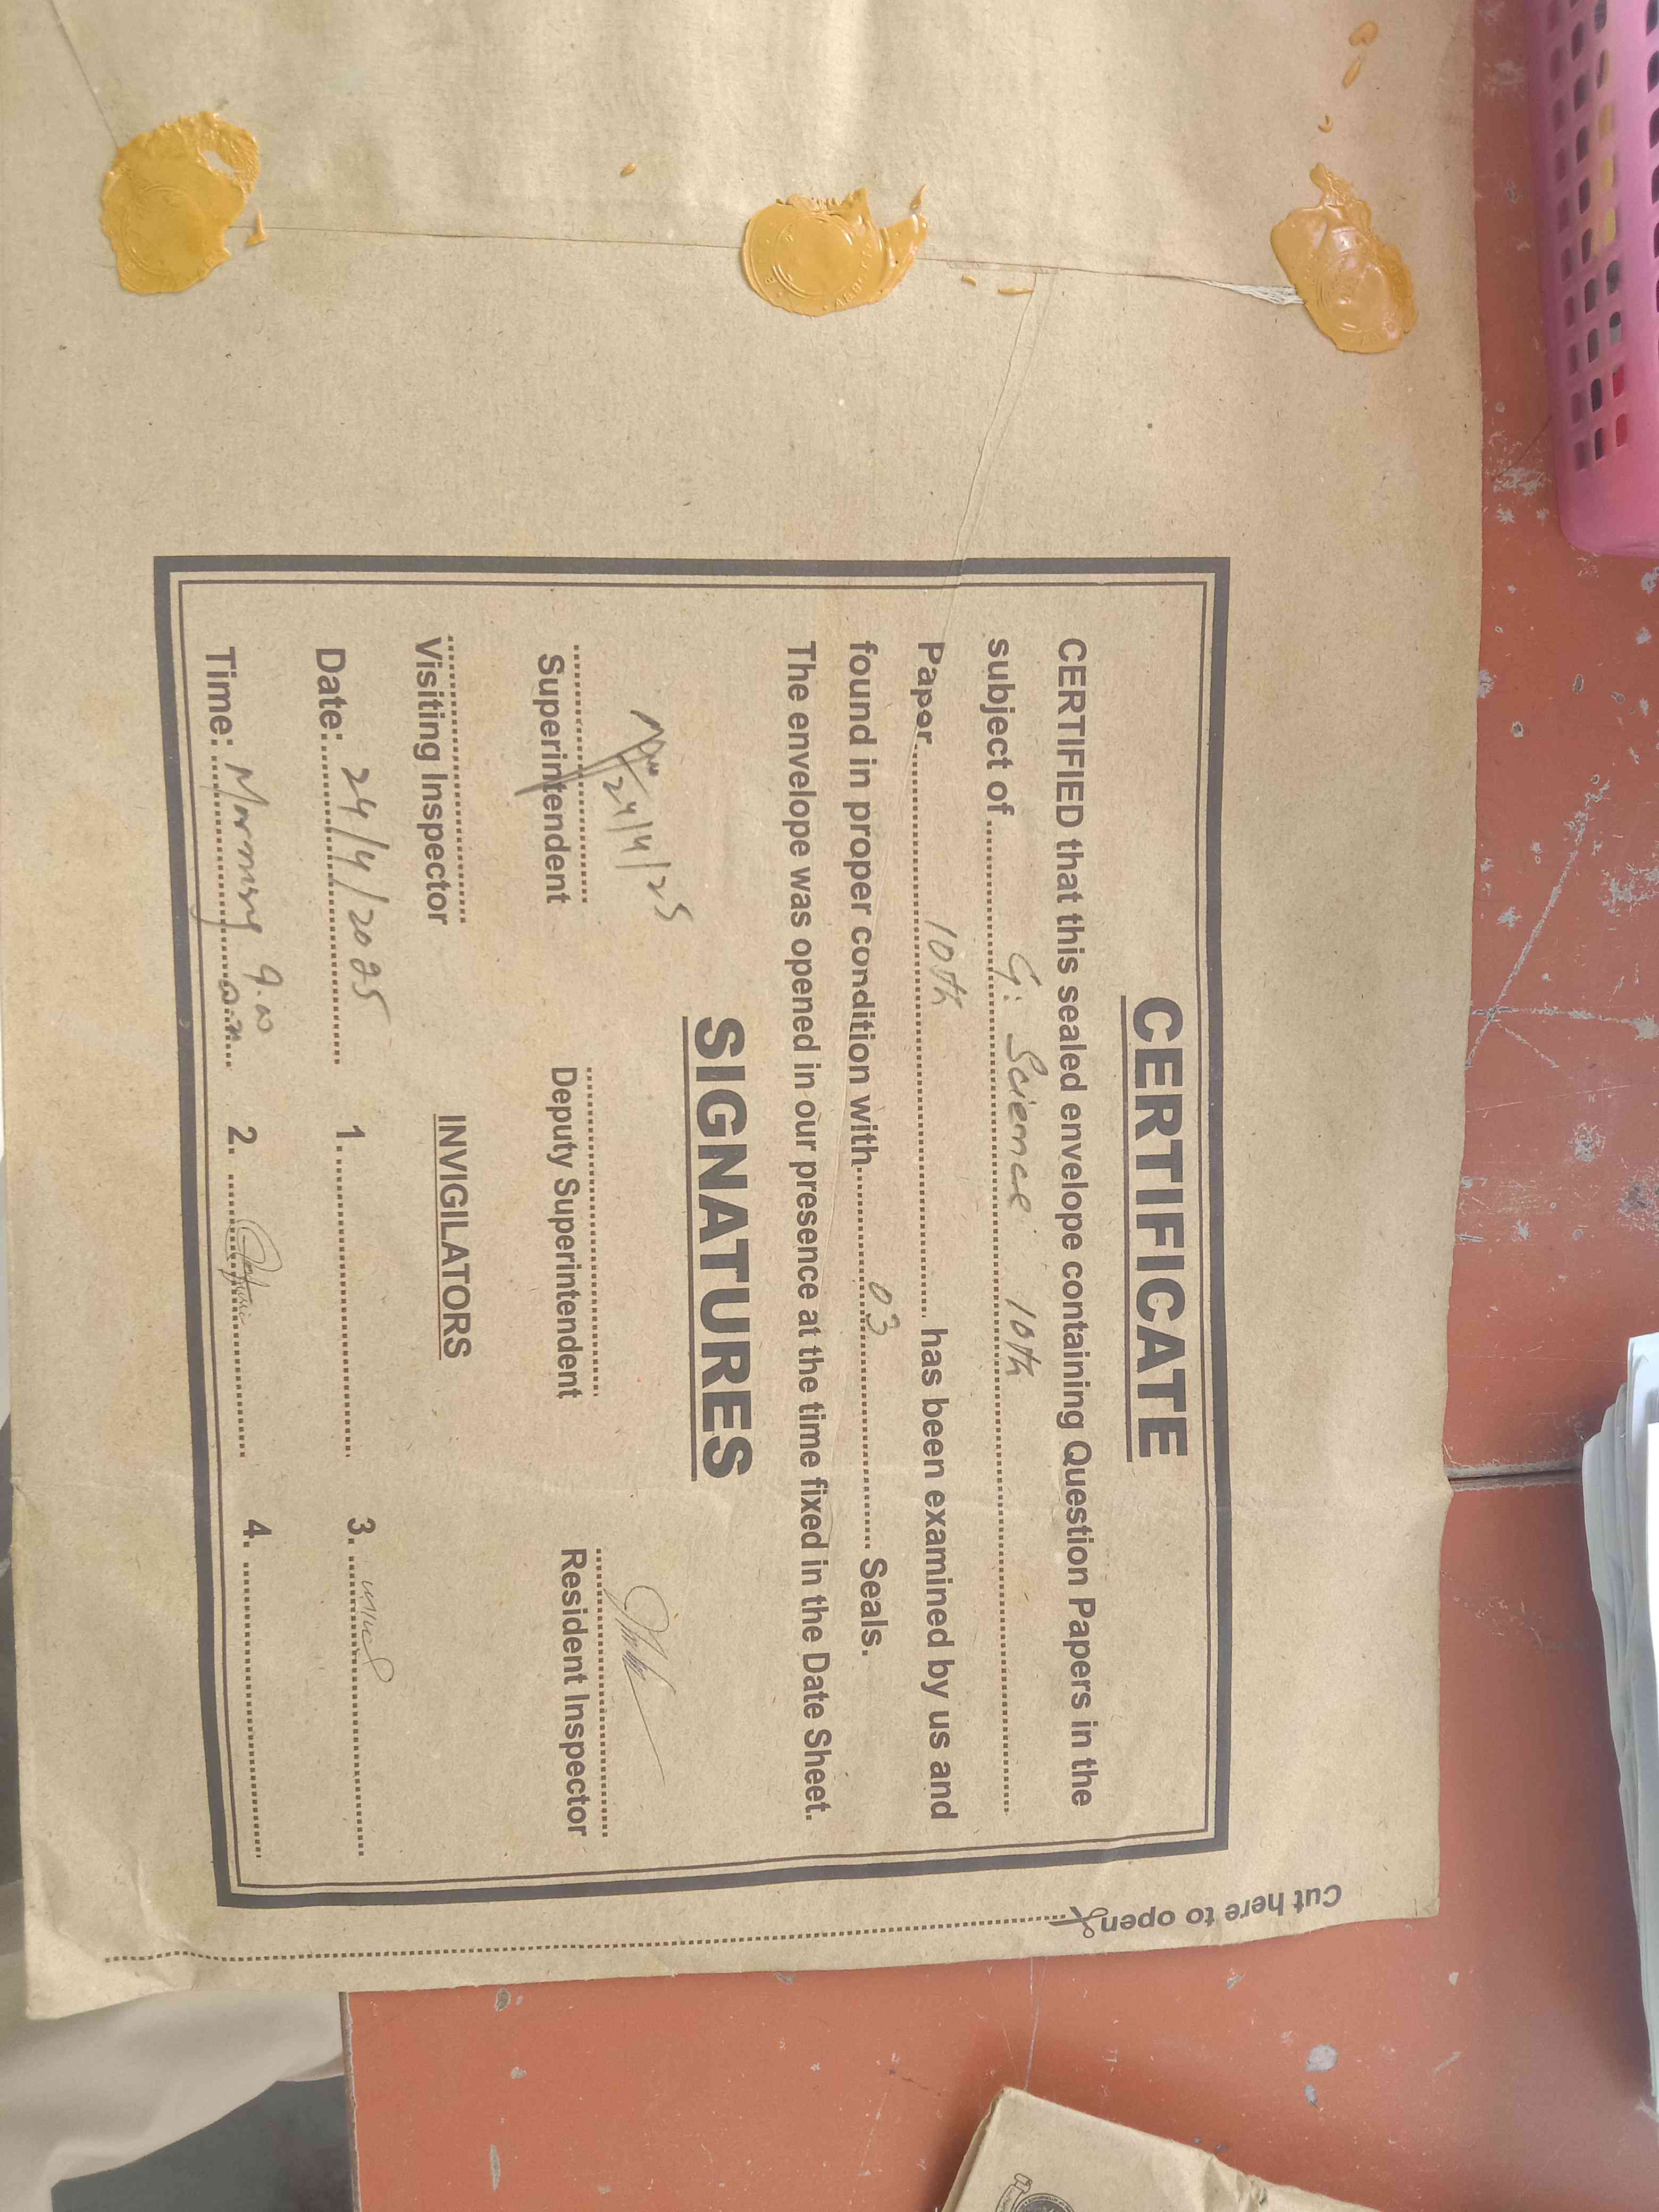 CERTIFICATE
CERTIFIED that this sealed envelope containing Question Papers in the
subject of G: Science 10th
Paper 10th has been examined by us and
found in proper condition with 03 Seals.
The envelope was opened in our presence at the time fixed in the Date Sheet.
SIGNATURES
24/4/25
Superintendent Deputy Superintendent Resident Inspector
Visiting Inspector INVIGILATORS
Date: 24/4/2025 1. 3.
Time: Morning 9.00 a.m 2. 4.
Cut here to open